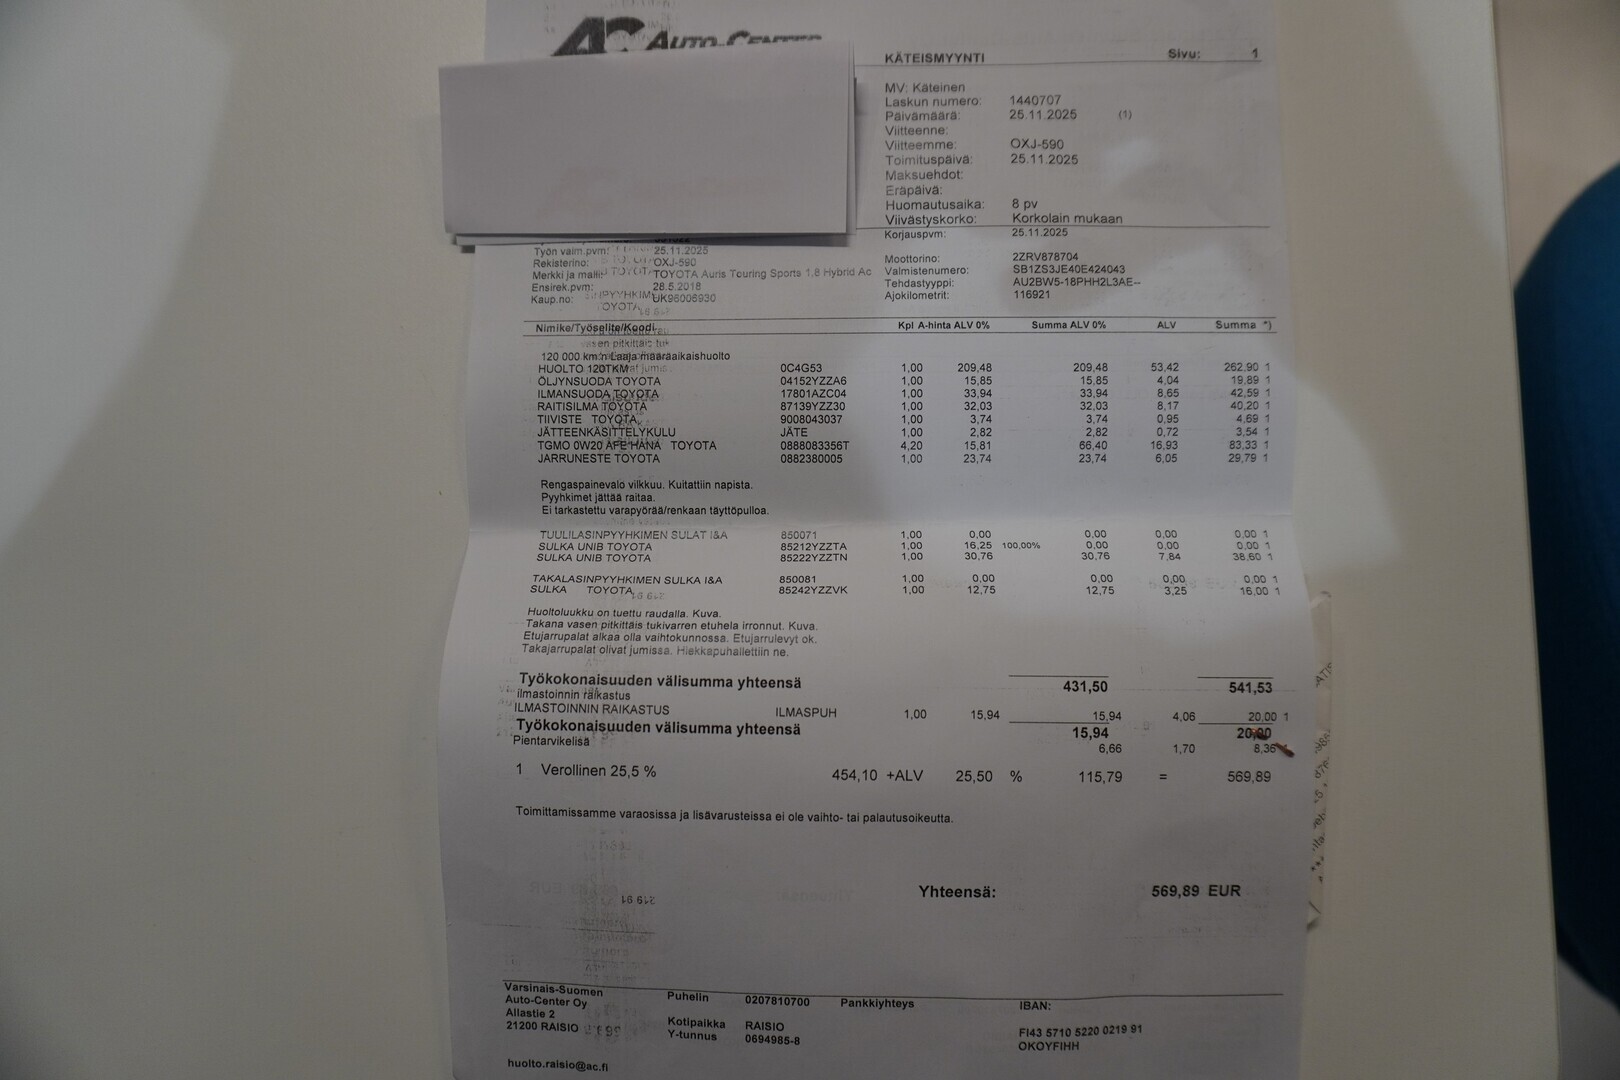 AC AUTO-CENTER
KÄTEISMYYNTI Sivu: 1
MV: Käteinen
Laskun numero: 1440707
Päivämäärä: 25.11.2025 (1)
Viitteenne:
Viitteemme: OXJ-590
Toimituspäivä: 25.11.2025
Maksuehdot:
Eräpäivä:
Huomautusaika: 8 pv
Viivästyskorko: Korkolain mukaan
Korjauspvm: 25.11.2025
Työn vaim.pvm: 25.11.2025
Rekisterino: OXJ-590
Merkki ja malli: TOYOTA Auris Touring Sports 1.8 Hybrid Ac
Ensirek.pvm: 28.5.2018
Kaup.no: UK96006930
Moottorino: 2ZRV878704
Valmistenumero: SB1ZS3JE40E424043
Tehdastyyppi: AU2BW5-18PHH2L3AE--
Ajokilometrit: 116921
Nimike/Työselite/Koodi Kpl A-hinta ALV 0% Summa ALV 0% ALV Summa *)
120 000 km:n Laaja määräaikaishuolto
HUOLTO 120TKM 0C4G53 1,00 209,48 209,48 53,42 262,90 1
ÖLJYNSUODA TOYOTA 04152YZZA6 1,00 15,85 15,85 4,04 19,89 1
ILMANSUODA TOYOTA 17801AZC04 1,00 33,94 33,94 8,65 42,59 1
RAITISILMA TOYOTA 87139YZZ30 1,00 32,03 32,03 8,17 40,20 1
TIIVISTE TOYOTA 9008043037 1,00 3,74 3,74 0,95 4,69 1
JÄTTEENKÄSITTELYKULU JÄTE 1,00 2,82 2,82 0,72 3,54 1
TGMO 0W20 AFE HANA TOYOTA 0888083356T 4,20 15,81 66,40 16,93 83,33 1
JARRUNESTE TOYOTA 0882380005 1,00 23,74 23,74 6,05 29,79 1
Rengaspainevalo vilkkuu. Kuitattiin napista.
Pyyhkimet jättää raitaa.
Ei tarkastettu varapyörää/renkaan täyttöpulloa.
TUULILASINPYYHKIMEN SULAT I&A 850071 1,00 0,00 0,00 0,00 0,00 1
SULKA UNIB TOYOTA 85212YZZTA 1,00 16,25 100,00% 0,00 0,00 0,00 1
SULKA UNIB TOYOTA 85222YZZTN 1,00 30,76 30,76 7,84 38,60 1
TAKALASINPYYHKIMEN SULKA I&A 850081 1,00 0,00 0,00 0,00 0,00 1
SULKA TOYOTA 85242YZZVK 1,00 12,75 12,75 3,25 16,00 1
Huoltoluukku on tuettu raudalla. Kuva.
Takana vasen pitkittäis tukivarren etuhela irronnut. Kuva.
Etujarrupalat alkaa olla vaihtokunnossa. Etujarrulevyt ok.
Takajarrupalat olivat jumissa. Hiekkapuhallettiin ne.
Työkokonaisuuden välisumma yhteensä 431,50 541,53
ilmastoinnin raikastus
ILMASTOINNIN RAIKASTUS ILMASPUH 1,00 15,94 15,94 4,06 20,00 1
Työkokonaisuuden välisumma yhteensä 15,94 20,00
Pientarvikelisä 6,66 1,70 8,36
1 Verollinen 25,5 % 454,10 +ALV 25,50 % 115,79 = 569,89
Toimittamissamme varaosissa ja lisävarusteissa ei ole vaihto- tai palautusoikeutta.
Yhteensä: 569,89 EUR
Varsinais-Suomen
Auto-Center Oy
Allastie 2
21200 RAISIO
Puhelin 0207810700
Kotipaikka RAISIO
Y-tunnus 0694985-8
Pankkiyhteys
IBAN:
FI43 5710 5220 0219 91
OKOYFIHH
huolto.raisio@ac.fi